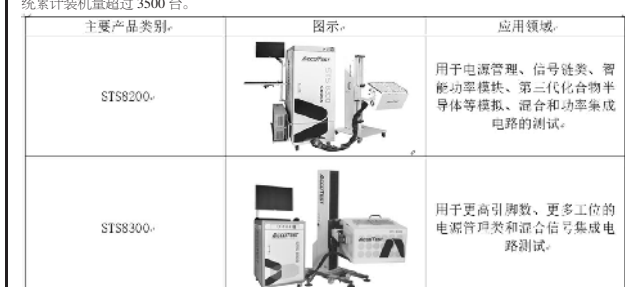 统累计装机量超过 3500 台。
主要产品类别
图示
应用领域
STS8200
ACCOTEST
用于电源管理、信号链类、智
能功率模块、第三代化合物半
导体等模拟、混合和功率集成
电路的测试
STS8300
ACCOTEST
用于更高引脚数、更多工位的
电源管理类和混合信号集成电
路测试